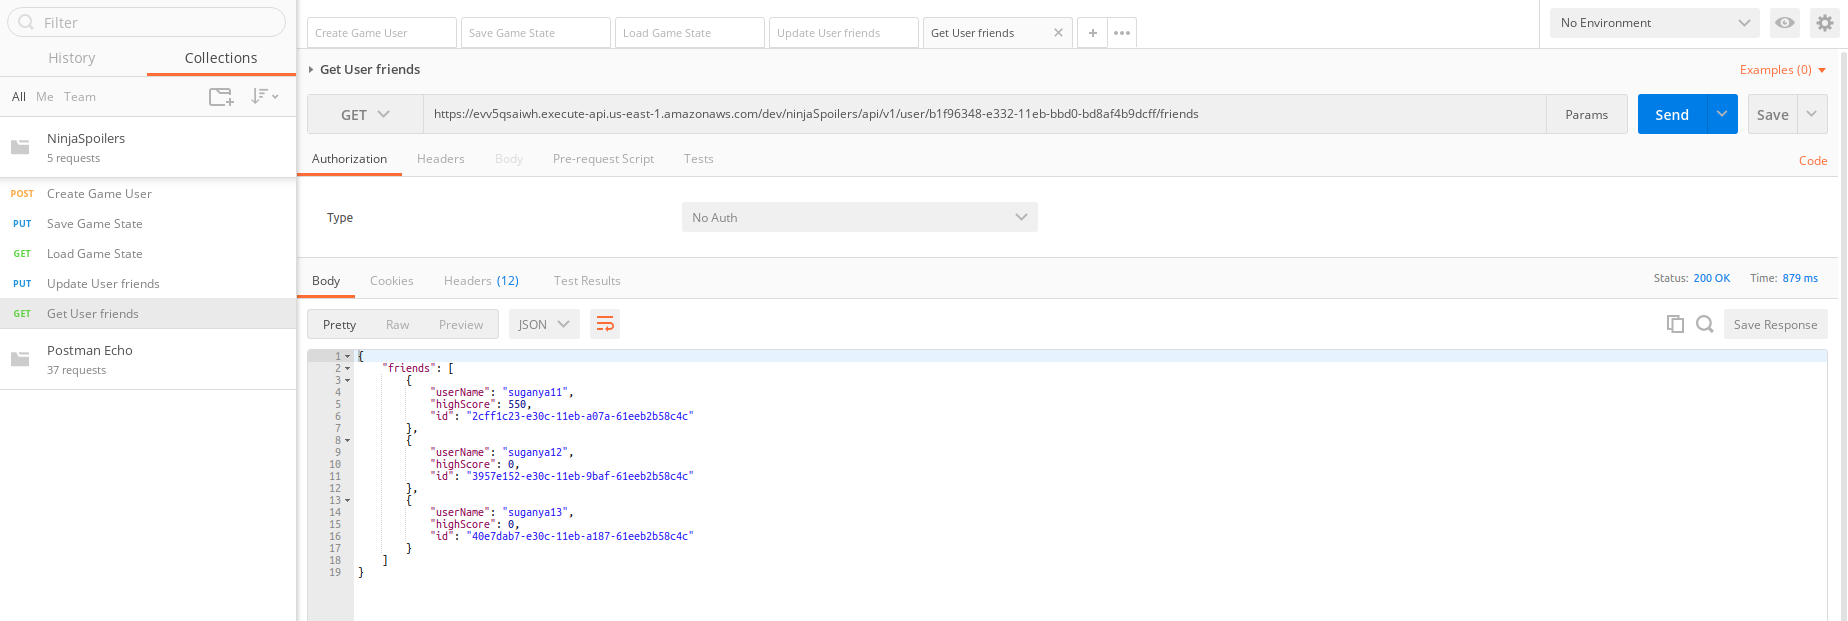 Filter
History Collections
All Me Team
NinjaSpoilers
5 requests
POST Create Game User
PUT Save Game State
GET Load Game State
PUT Update User friends
GET Get User friends
Postman Echo
37 requests
Create Game User Save Game State Load Game State Update User friends Get User friends
No Environment
Get User friends
Examples (0)
GET https://evv5qsaiwh.execute-api.us-east-1.amazonaws.com/dev/ninjaSpoilers/api/v1/user/b1f96348-e332-11eb-bbd0-bd8af4b9dcff/friends Params Send Save
Authorization Headers Body Pre-request Script Tests Code
Type No Auth
Body Cookies Headers (12) Test Results Status: 200 OK Time: 879 ms
Pretty Raw Preview JSON Save Response
1 {
2 "friends": [
3 {
4 "userName": "suganya11",
5 "highScore": 550,
6 "id": "2cff1c23-e30c-11eb-a07a-61eeb2b58c4c"
7 },
8 {
9 "userName": "suganya12",
10 "highScore": 0,
11 "id": "3957e152-e30c-11eb-9baf-61eeb2b58c4c"
12 },
13 {
14 "userName": "suganya13",
15 "highScore": 0,
16 "id": "40e7dab7-e30c-11eb-a187-61eeb2b58c4c"
17 }
18 ]
19 }